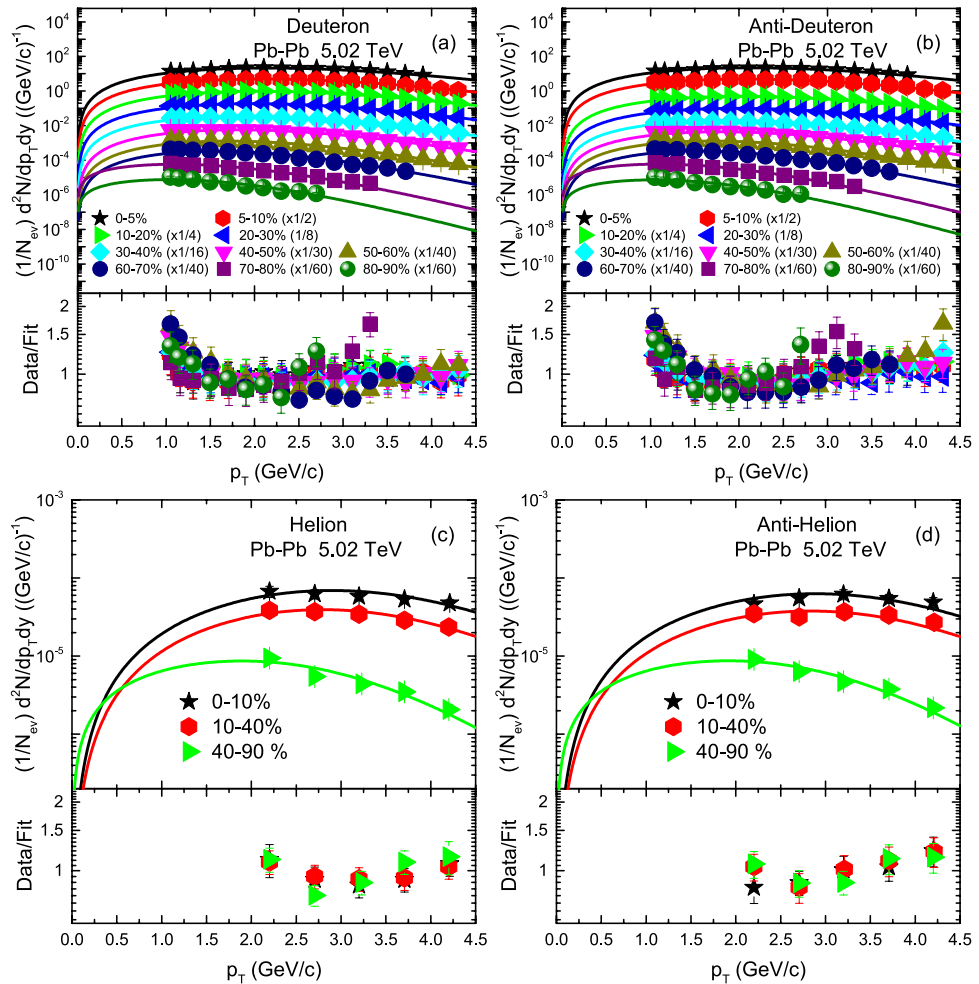 Deuteron
Pb-Pb 5.02 TeV
(a)
(1/N_ev) d²N/dp_Tdy ((GeV/c)⁻¹
10⁴
10²
10⁰
10⁻²
10⁻⁴
10⁻⁶
10⁻⁸
10⁻¹⁰
0-5%
5-10% (x1/2)
10-20% (x1/4)
20-30% (1/8)
30-40% (x1/16)
40-50% (x1/30)
50-60% (x1/40)
60-70% (x1/40)
70-80% (x1/60)
80-90% (x1/60)
Data/Fit
2
1.5
1
0.0 0.5 1.0 1.5 2.0 2.5 3.0 3.5 4.0 4.5
p_T (GeV/c)
Anti-Deuteron
Pb-Pb 5.02 TeV
(b)
(1/N_ev) d²N/dp_Tdy ((GeV/c)⁻¹
10⁴
10²
10⁰
10⁻²
10⁻⁴
10⁻⁶
10⁻⁸
10⁻¹⁰
0-5%
5-10% (x1/2)
10-20% (x1/4)
20-30% (1/8)
30-40% (x1/16)
40-50% (x1/30)
50-60% (x1/40)
60-70% (x1/40)
70-80% (x1/60)
80-90% (x1/60)
Data/Fit
2
1.5
1
0.0 0.5 1.0 1.5 2.0 2.5 3.0 3.5 4.0 4.5
p_T (GeV/c)
Helion
Pb-Pb 5.02 TeV
(c)
(1/N_ev) d²N/dp_Tdy ((GeV/c)⁻¹
10⁻³
10⁻⁵
0-10%
10-40%
40-90 %
Data/Fit
2
1.5
1
0.0 0.5 1.0 1.5 2.0 2.5 3.0 3.5 4.0 4.5
p_T (GeV/c)
Anti-Helion
Pb-Pb 5.02 TeV
(d)
(1/N_ev) d²N/dp_Tdy ((GeV/c)⁻¹
10⁻³
10⁻⁵
0-10%
10-40%
40-90 %
Data/Fit
2
1.5
1
0.0 0.5 1.0 1.5 2.0 2.5 3.0 3.5 4.0 4.5
p_T (GeV/c)